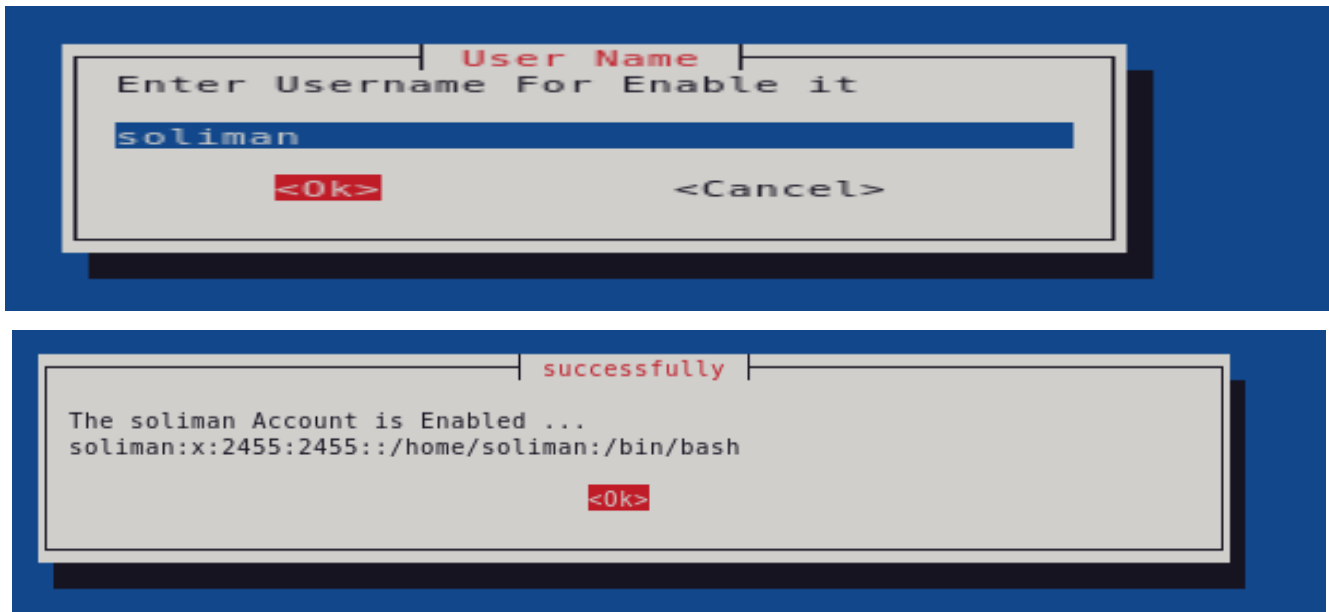 User Name
Enter Username For Enable it
soliman
<Ok> <Cancel>
successfully
The soliman Account is Enabled ...
soliman:x:2455:2455::/home/soliman:/bin/bash
<Ok>